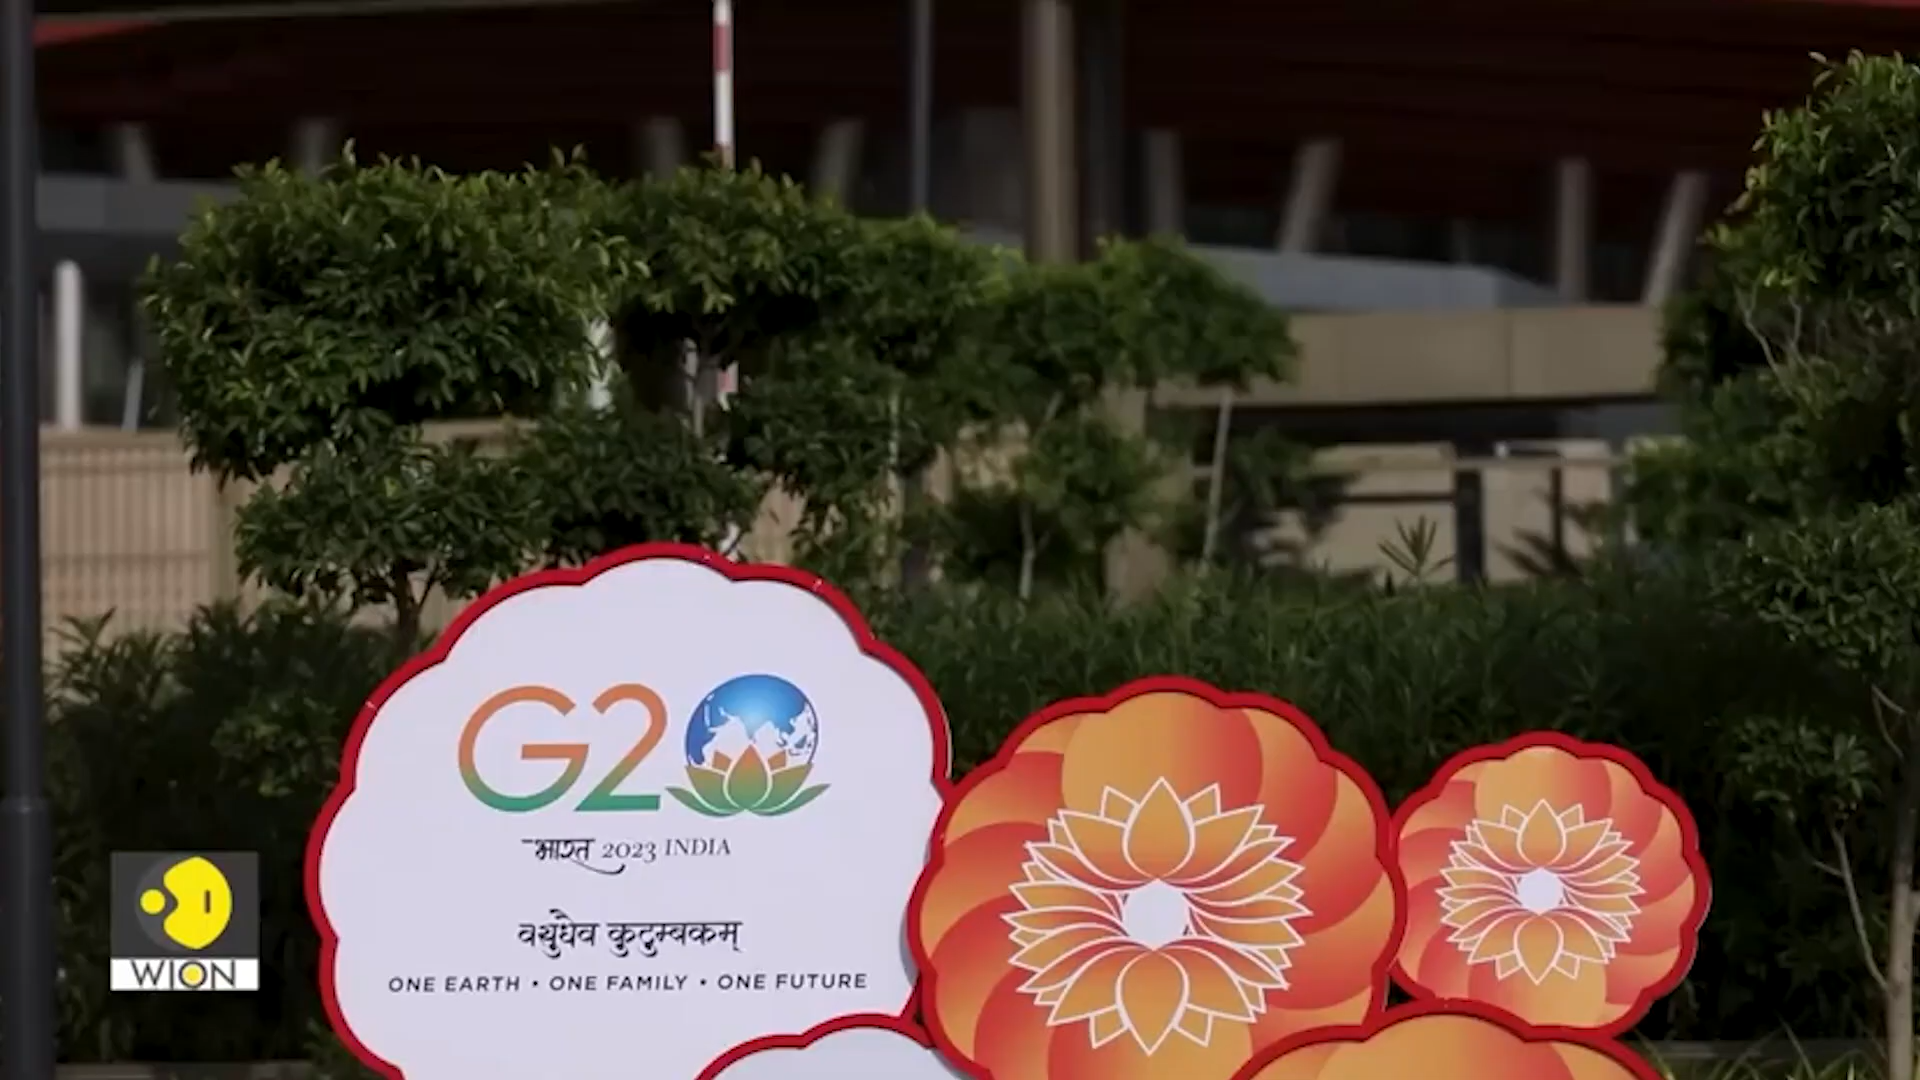 G20
भारत 2023 INDIA
वसुधैव कुटुम्बकम्
ONE EARTH • ONE FAMILY • ONE FUTURE
WION